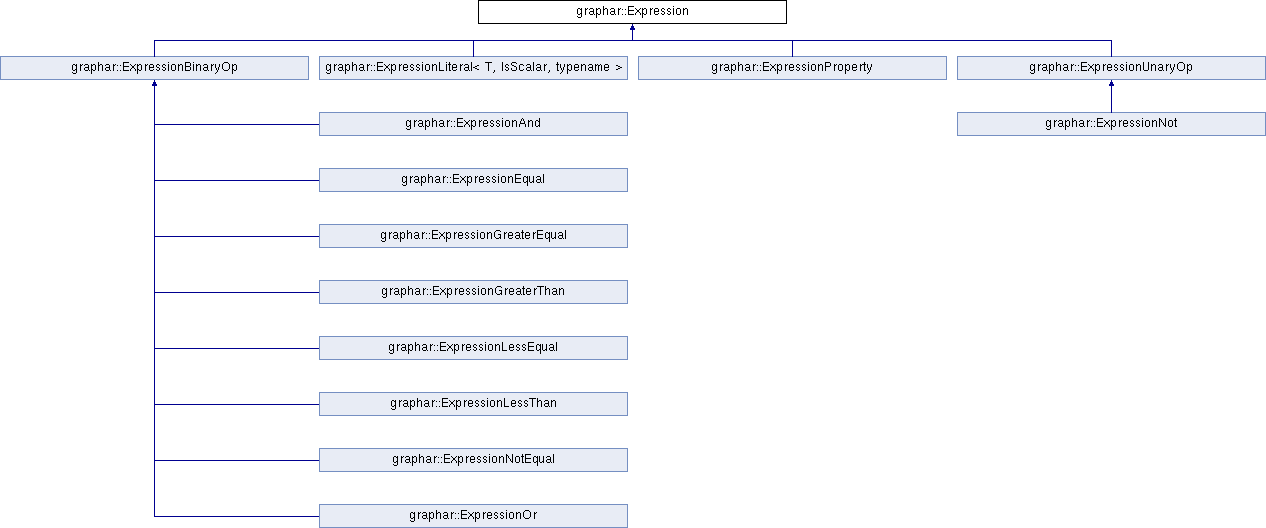 graphar::Expression
graphar::ExpressionBinaryOp
graphar::ExpressionLiteral< T, IsScalar, typename >
graphar::ExpressionProperty
graphar::ExpressionUnaryOp
graphar::ExpressionAnd
graphar::ExpressionNot
graphar::ExpressionEqual
graphar::ExpressionGreaterEqual
graphar::ExpressionGreaterThan
graphar::ExpressionLessEqual
graphar::ExpressionLessThan
graphar::ExpressionNotEqual
graphar::ExpressionOr